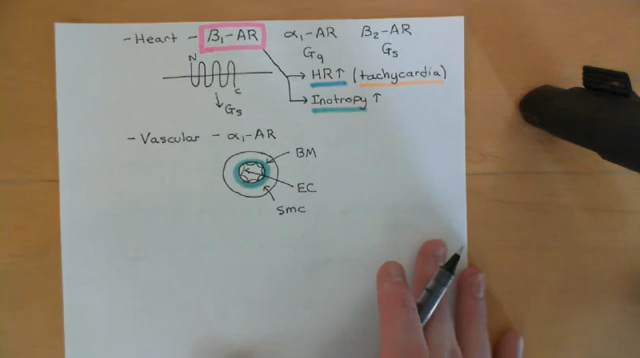 - Heart - β₁-AR α₁-AR β₂-AR
Gq Gs
N
HR↑ (tachycardia)
c
Gs
Inotropy ↑
- Vascular - α₁-AR
BM
EC
SMC